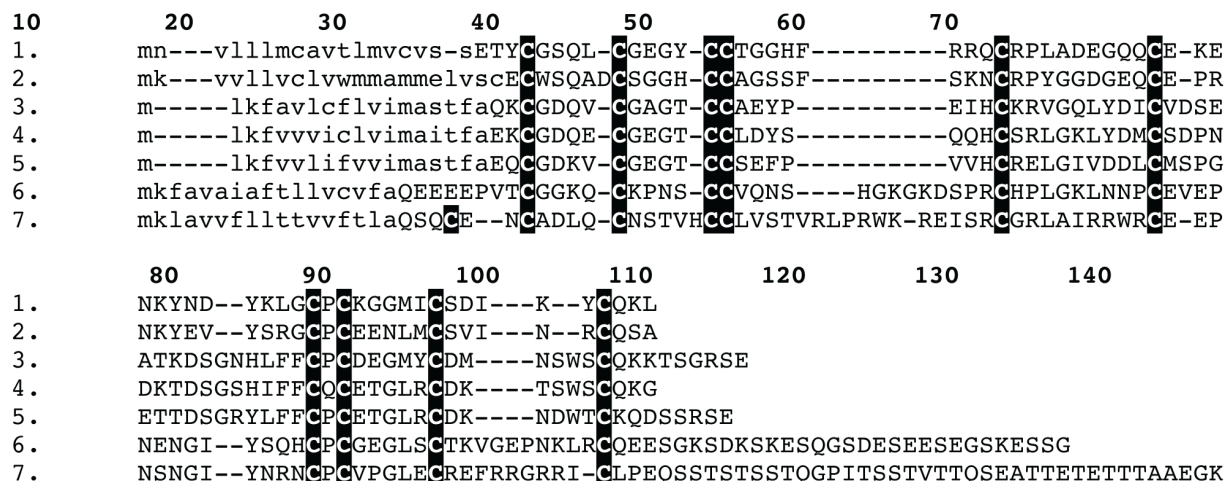 10 20 30 40 50 60 70
1. mn---vlllmcavtlmvcvs-sETYCGSQL-CGEGY-CCTGGHF---------RRQCRPLADEGQQCE-KE
2. mk---vvllvclvwmmammelvscECWSQADCSGGH-CCAGSSF---------SKNCRPYGGDGEQCE-PR
3. m-----lkfavlcflvimastfaQKCGDQV-CGAGT-CCAEYP----------EIHCKRVGQLYDICVDSE
4. m-----lkfvvviclvimaitfaEKCGDQE-CGEGT-CCLDYS----------QQHCSRLGKLYDMCSDPN
5. m-----lkfvvlifvvimastfaEQCGDKV-CGEGT-CCSEFP----------VVHCRELGIVDDLCMSPG
6. mkfavaiaftllvcvfaQEEEEPVTCGGKQ-CKPNS-CCVQNS----HGKGKDSPRCHPLGKLNNPCEVEP
7. mklavvfllttvvftlaQSQCE--NCADLQ-CNSTVHCCLVSTVRLPRWK-REISRCGRLAIRRWRCE-EP
80 90 100 110 120 130 140
1. NKYND--YKLGCPCKGGMICSDI---K--YCQKL
2. NKYEV--YSRGCPCEENLMCSVI---N--RCQSA
3. ATKDSGNHLFFCPCDEGMYCDM----NSWSCQKKTSGRSE
4. DKTDSGSHIFFCQCETGLRCDK----TSWSCQKG
5. ETTDSGRYLFFCPCETGLRCDK----NDWTCKQDSSRSE
6. NENGI--YSQHCPCGEGLSCTKVGEPNKLRCQEESGKSDKSKESQGSDESEESEGSKESSG
7. NSNGI--YNRNCPCVPGLECREFRRGRRI-CLPEQSSTSTSSTQGPITSSTVTTQSEATTETETTTAAEGK